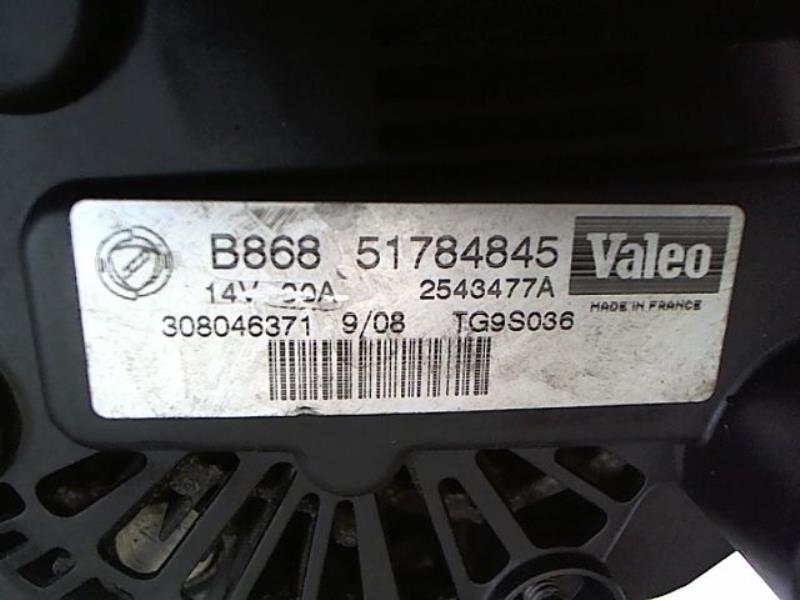 B868 51784845 Valeo
14V 2543477A MADE IN FRANCE
308046371 9/08 TG9S036